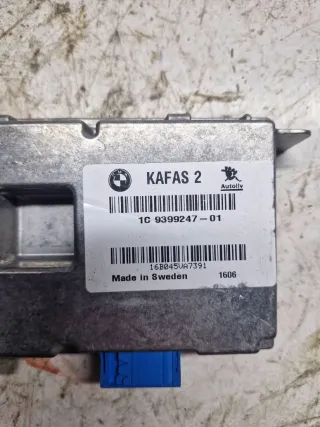 KAFAS 2
Autoliv
1C 9399247-01
16B045VA7391
Made in Sweden 1606